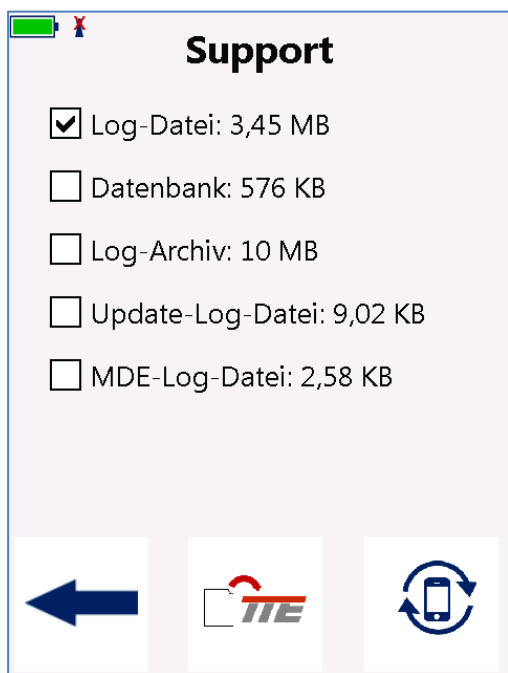 Support
Log-Datei: 3,45 MB
Datenbank: 576 KB
Log-Archiv: 10 MB
Update-Log-Datei: 9,02 KB
MDE-Log-Datei: 2,58 KB
TTE